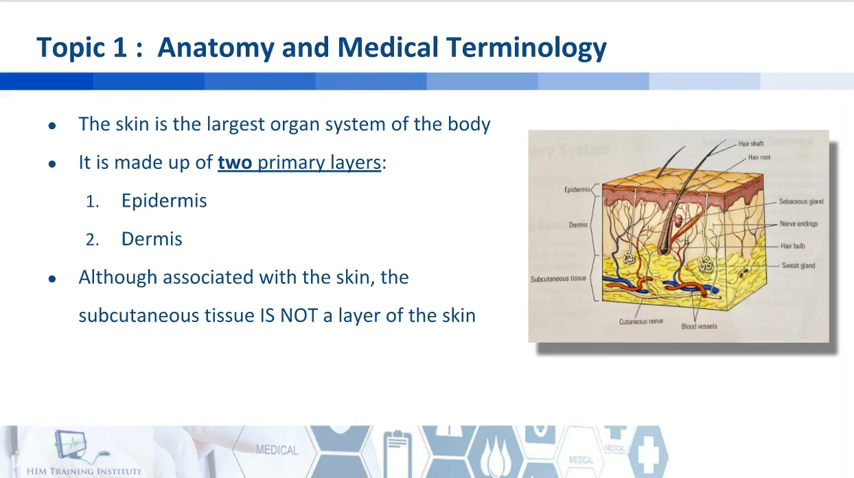 Topic 1 : Anatomy and Medical Terminology
● The skin is the largest organ system of the body
● It is made up of two primary layers:
1. Epidermis
2. Dermis
● Although associated with the skin, the
subcutaneous tissue IS NOT a layer of the skin
Hair shaft
Hair root
Epidermis
Sebaceous gland
Dermis
Nerve endings
Hair bulb
Sweat gland
Subcutaneous tissue
Cutaneous nerve
Blood vessels
MEDICAL
MEDICAL
MEDICAL
HIM TRAINING INSTITUTE